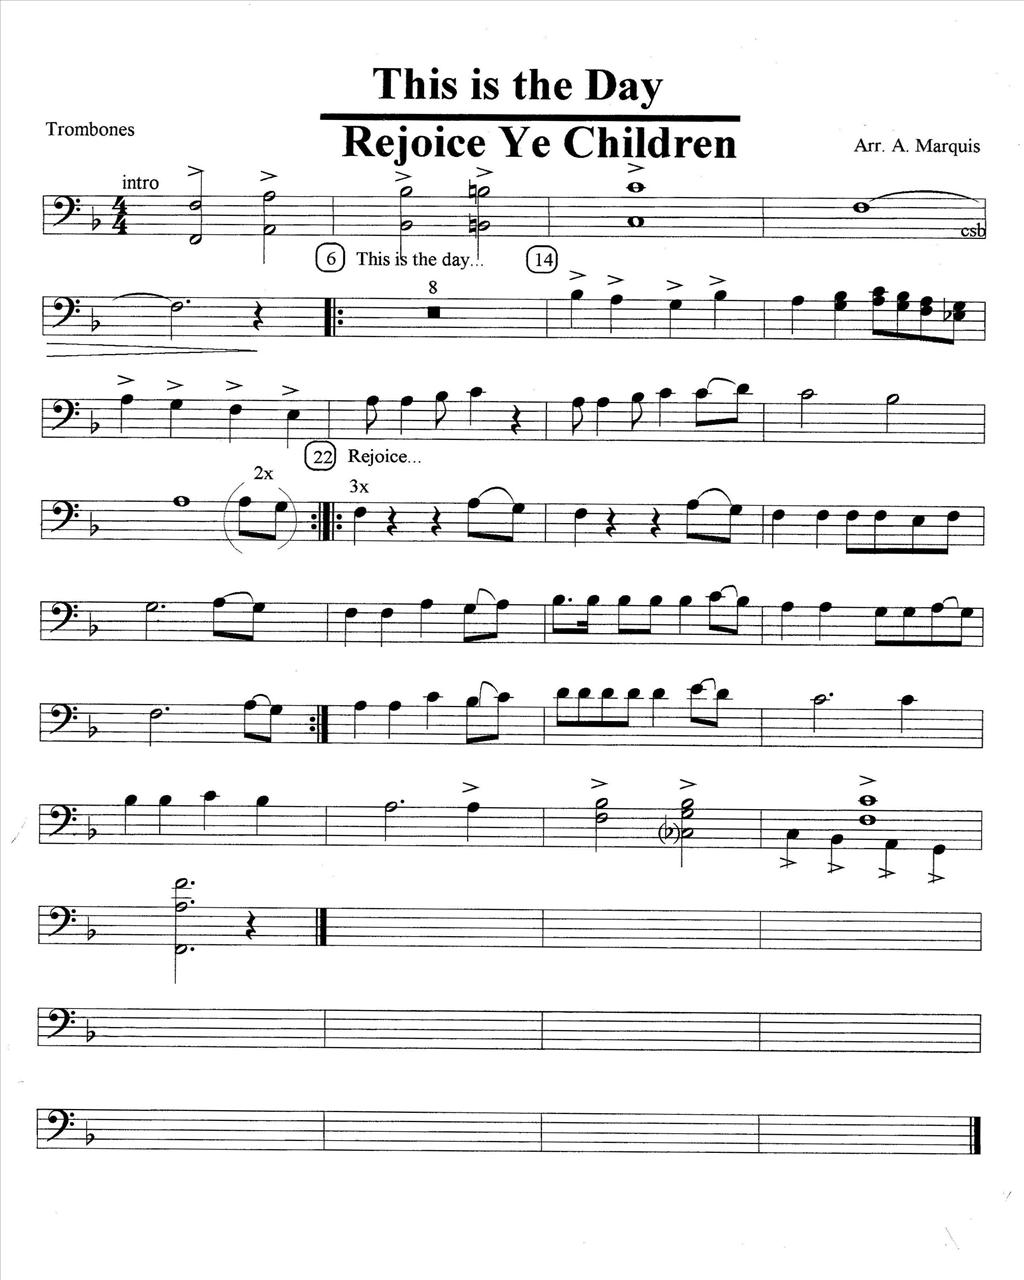 This is the Day
Rejoice Ye Children
Trombones
Arr. A. Marquis
intro
4
4
csb
6 This is the day... 14
8
22 Rejoice...
2x
3x